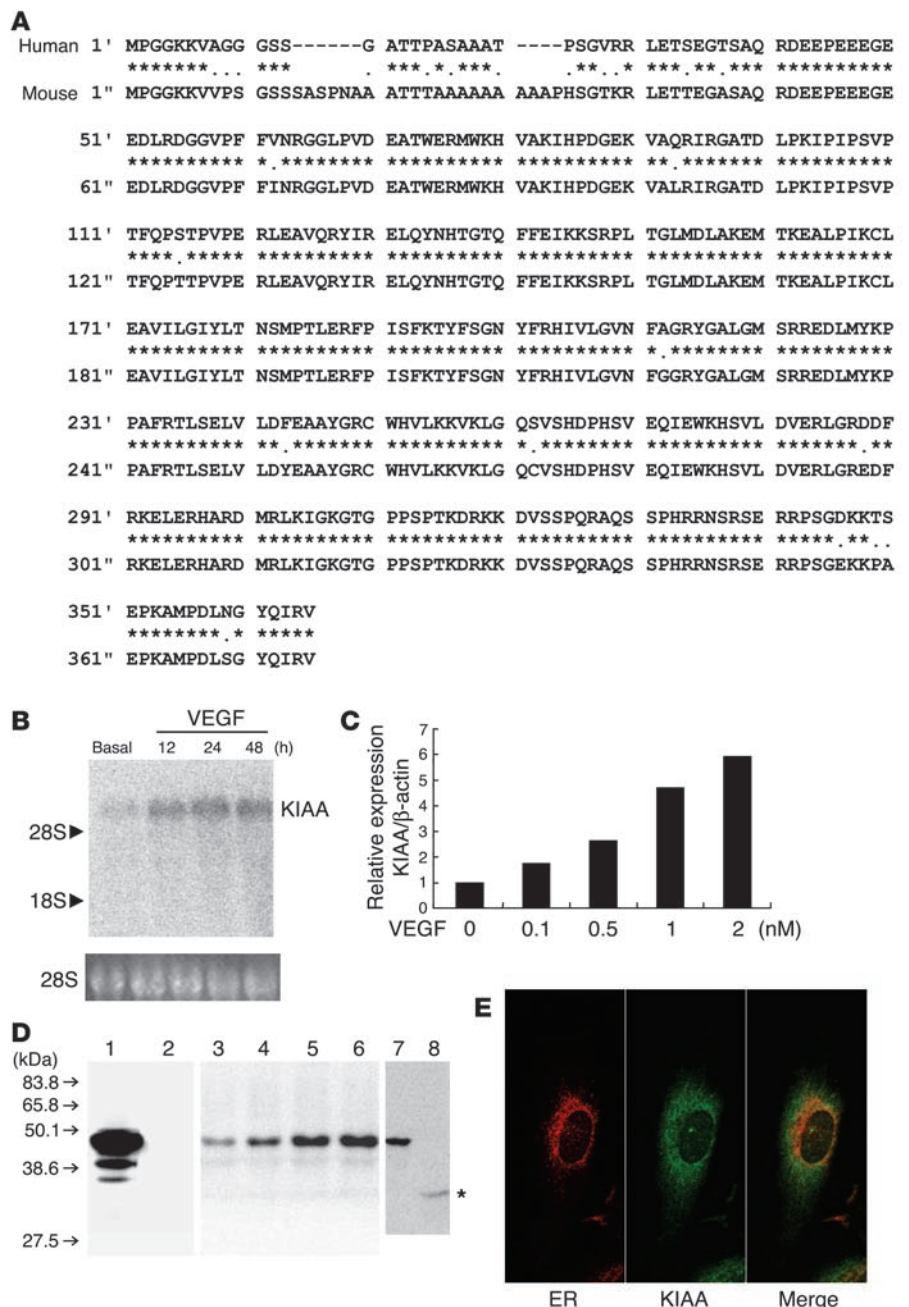 A
Human 1' MPGGKKVAGG GSS------G ATTPASAAAT ----PSGVRR LETSEGTSAQ RDEEPEEEGE
*******... *** . ***.*.***. .***..** ***.**.*** **********
Mouse 1" MPGGKKVVPS GSSSASPNAA ATTTAAAAAA AAAPHSGTKR LETTEGASAQ RDEEPEEEGE
51' EDLRDGGVPF FVNRGGLPVD EATWERMWKH VAKIHPDGEK VAQRIRGATD LPKIPIPSVP
********** *.******** ********** ********** **.******* **********
61" EDLRDGGVPF FINRGGLPVD EATWERMWKH VAKIHPDGEK VALRIRGATD LPKIPIPSVP
111' TFQPSTPVPE RLEAVQRYIR ELQYNHTGTQ FFEIKKSRPL TGLMDLAKEM TKEALPIKCL
****.***** ********** ********** ********** ********** **********
121" TFQPTTPVPE RLEAVQRYIR ELQYNHTGTQ FFEIKKSRPL TGLMDLAKEM TKEALPIKCL
171' EAVILGIYLT NSMPTLERFP ISFKTYFSGN YFRHIVLGVN FAGRYGALGM SRREDLMYKP
********** ********** ********** ********** *.******** **********
181" EAVILGIYLT NSMPTLERFP ISFKTYFSGN YFRHIVLGVN FGGRYGALGM SRREDLMYKP
231' PAFRTLSELV LDFEAAYGRC WHVLKKVKLG QSVSHDPHSV EQIEWKHSVL DVERLGRDDF
********** **.******* ********** *.******** ********** *******.**
241" PAFRTLSELV LDYEAAYGRC WHVLKKVKLG QCVSHDPHSV EQIEWKHSVL DVERLGREDF
291' RKELERHARD MRLKIGKGTG PPSPTKDRKK DVSSPQRAQS SPHRRNSRSE RRPSGDKKTS
********** ********** ********** ********** ********** *****.**..
301" RKELERHARD MRLKIGKGTG PPSPTKDRKK DVSSPQRAQS SPHRRNSRSE RRPSGEKKPA
351' EPKAMPDLNG YQIRV
********.* *****
361" EPKAMPDLSG YQIRV
B
VEGF
Basal 12 24 48 (h)
KIAA
28S
18S
28S
C
Relative expression
KIAA/β-actin
7
6
5
4
3
2
1
0
VEGF 0 0.1 0.5 1 2 (nM)
D
(kDa) 1 2 3 4 5 6 7 8
83.8 →
65.8 →
50.1 →
38.6 →
*
27.5 →
E
ER KIAA Merge